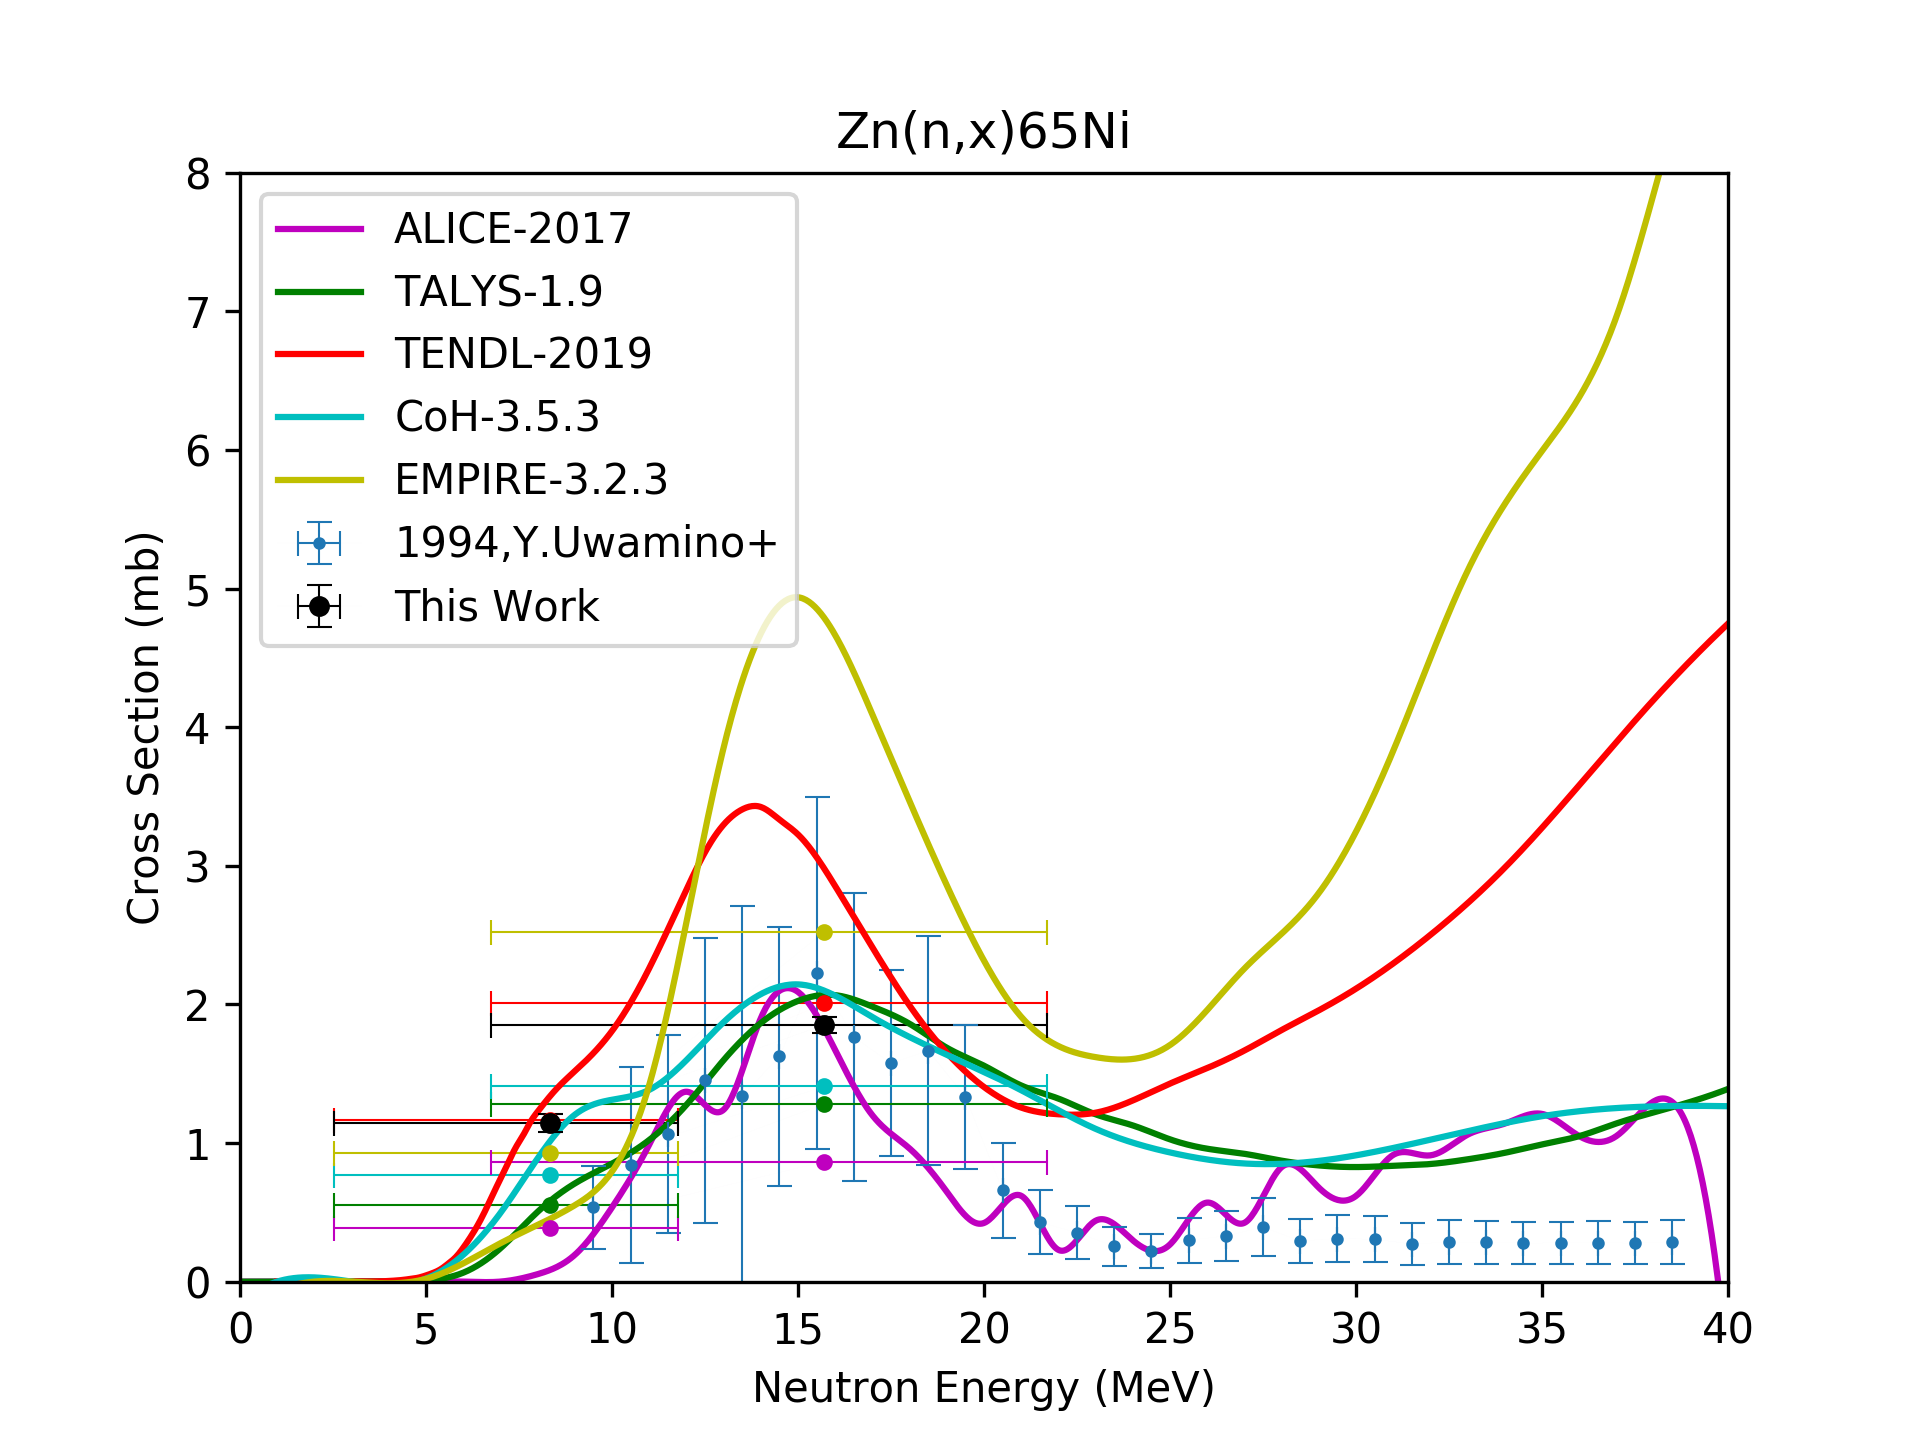 Zn(n,x)65Ni
8
7
6
5
4
3
2
1
0
Cross Section (mb)
ALICE-2017
TALYS-1.9
TENDL-2019
CoH-3.5.3
EMPIRE-3.2.3
1994,Y.Uwamino+
This Work
0 5 10 15 20 25 30 35 40
Neutron Energy (MeV)